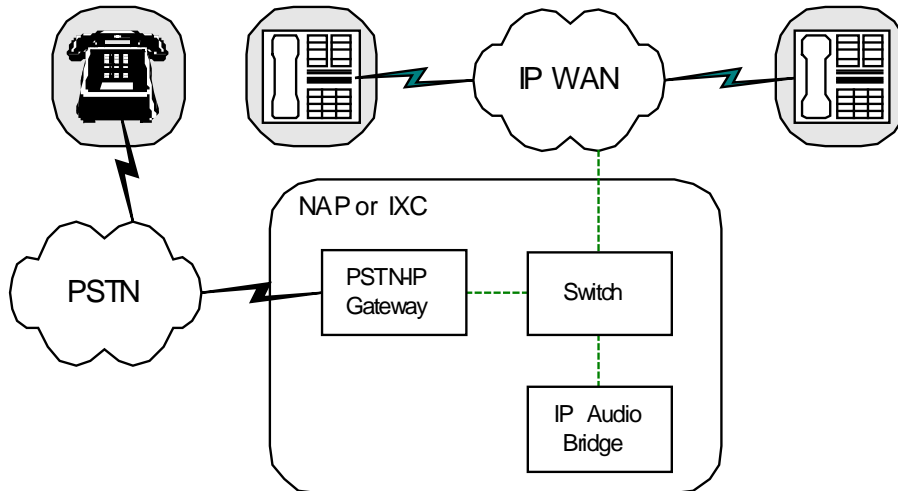 IP WAN
NAP or IXC
PSTN
PSTN-IP
Gateway
Switch
IP Audio
Bridge